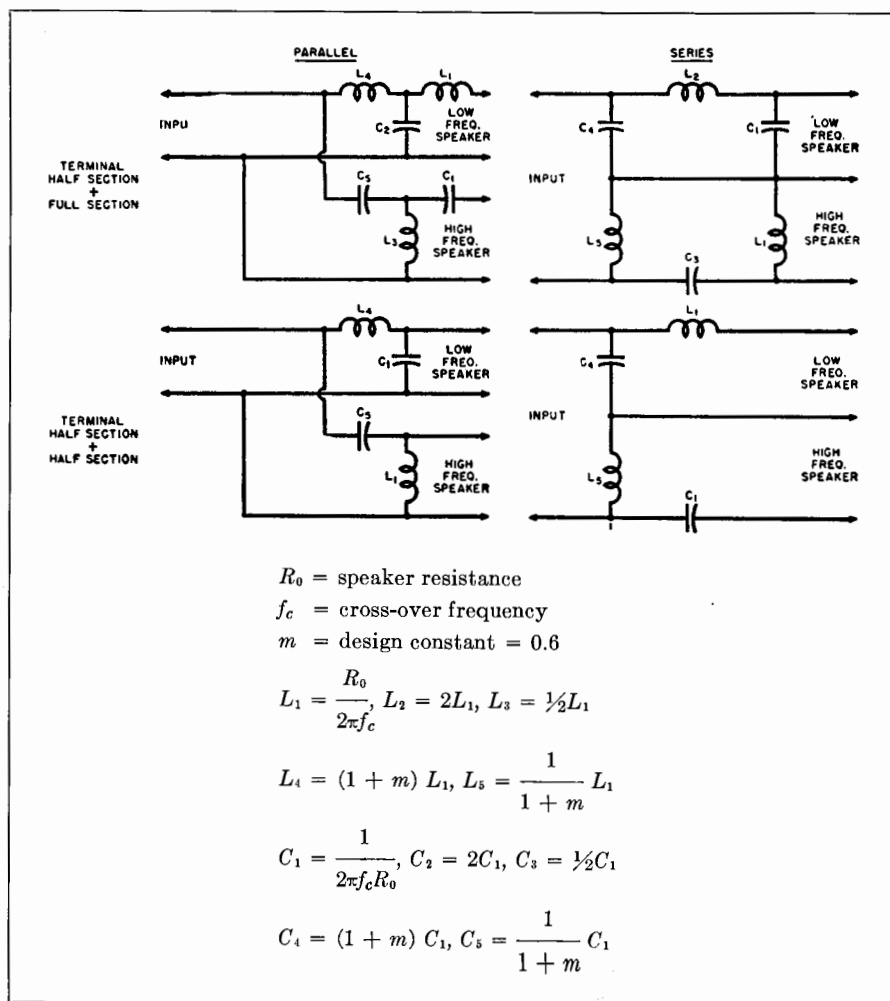 PARALLEL
SERIES
L4
L1
INPU
C2
LOW
FREQ.
SPEAKER
TERMINAL
HALF SECTION
+
FULL SECTION
C5
C1
L3
HIGH
FREQ.
SPEAKER
L2
C4
C1
LOW
FREQ.
SPEAKER
INPUT
L5
C3
L1
HIGH
FREQ.
SPEAKER
L4
INPUT
C1
LOW
FREQ.
SPEAKER
TERMINAL
HALF SECTION
+
HALF SECTION
C5
L1
HIGH
FREQ.
SPEAKER
L1
C4
LOW
FREQ.
SPEAKER
INPUT
L5
C1
HIGH
FREQ.
SPEAKER
R₀ = speaker resistance
f_c = cross-over frequency
m = design constant = 0.6
L₁ = R₀ / 2πf_c, L₂ = 2L₁, L₃ = ½L₁
L₄ = (1 + m) L₁, L₅ = 1 / (1 + m) L₁
C₁ = 1 / 2πf_cR₀, C₂ = 2C₁, C₃ = ½C₁
C₄ = (1 + m) C₁, C₅ = 1 / (1 + m) C₁